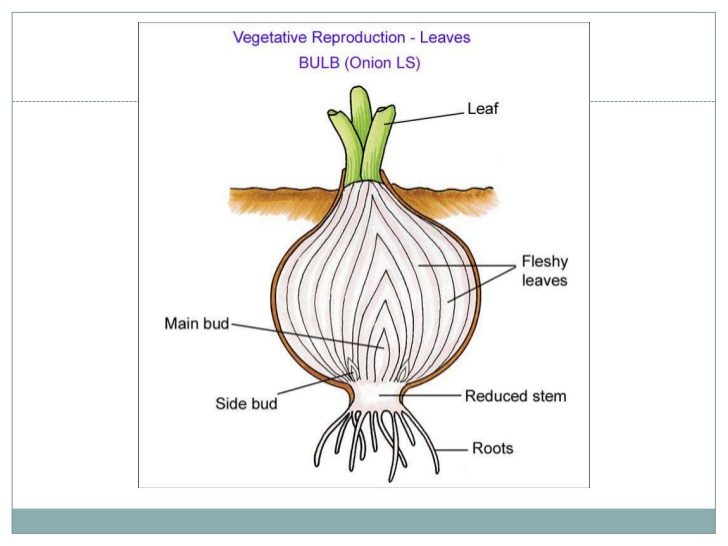 Vegetative Reproduction - Leaves
BULB (Onion LS)
Leaf
Fleshy
leaves
Main bud
Side bud
Reduced stem
Roots